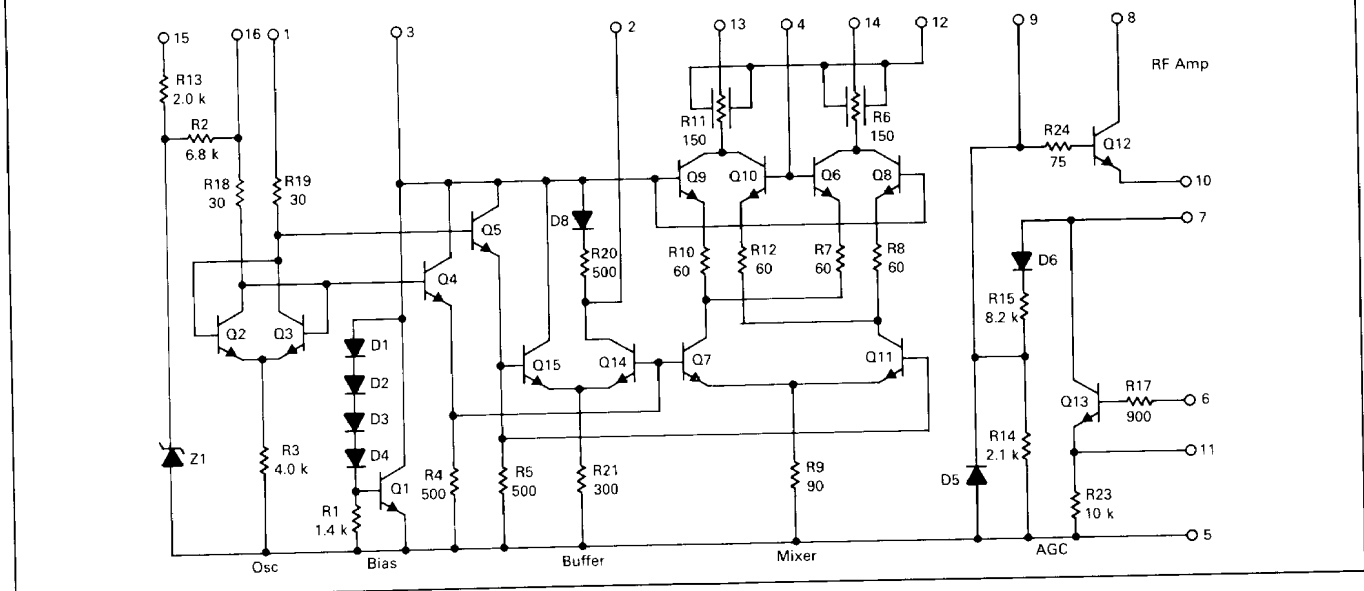 15
16
1
3
2
13
4
14
12
9
8
RF Amp
R13
2.0 k
R2
6.8 k
R18
30
R19
30
R11
150
R6
150
R24
75
Q12
10
7
Q9
Q10
Q6
Q8
D8
Q5
R20
500
R10
60
R12
60
R7
60
R8
60
Q4
D6
R15
8.2 k
Q2
Q3
D1
D2
D3
D4
Q15
Q14
Q7
Q11
Q13
R17
900
6
Z1
R3
4.0 k
Q1
R1
1.4 k
R4
500
R5
500
R21
300
R9
90
D5
R14
2.1 k
11
R23
10 k
5
Osc
Bias
Buffer
Mixer
AGC